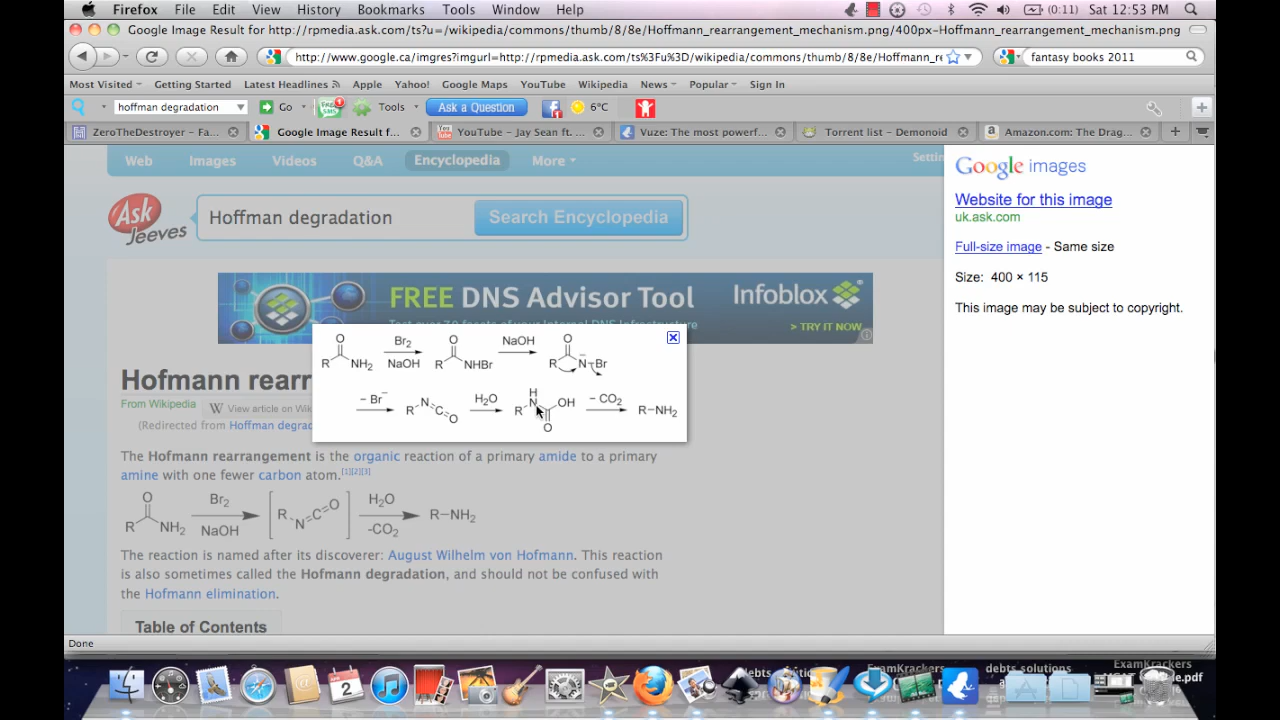 Firefox File Edit View History Bookmarks Tools Window Help (0:11) Sat 12:53 PM
Google Image Result for http://rpmedia.ask.com/ts?u=/wikipedia/commons/thumb/8/8e/Hoffmann_rearrangement_mechanism.png/400px-Hoffmann_rearrangement_mechanism.png
http://www.google.ca/imgres?imgurl=http://rpmedia.ask.com/ts%3Fu%3D/wikipedia/commons/thumb/8/8e/Hoffmann_re fantasy books 2011
Most Visited Getting Started Latest Headlines Apple Yahoo! Google Maps YouTube Wikipedia News Popular Sign In
hoffman degradation Go Tools Ask a Question 6°C
ZeroTheDestroyer – Fa... Google Image Result f... YouTube – Jay Sean ft. ... Vuze: The most powerf... Torrent list – Demonoid Amazon.com: The Drag...
Web Images Videos Q&A Encyclopedia More Settin
Ask Jeeves
Hoffman degradation Search Encyclopedia
FREE DNS Advisor Tool Infoblox
> TRY IT NOW
R O NH2 Br2 NaOH R O NHBr NaOH R O N – Br
– Br– R N C O H2O R H N O OH – CO2 R–NH2
Hofmann rearr
From Wikipedia View article on Wi
(Redirected from Hoffman degrad
The Hofmann rearrangement is the organic reaction of a primary amide to a primary
amine with one fewer carbon atom.[1][2][3]
R O NH2 Br2 NaOH R N C O H2O -CO2 R–NH2
The reaction is named after its discoverer: August Wilhelm von Hofmann. This reaction
is also sometimes called the Hofmann degradation, and should not be confused with
the Hofmann elimination.
Table of Contents
Google images
Website for this image
uk.ask.com
Full-size image - Same size
Size: 400 × 115
This image may be subject to copyright.
Done
debts_solutions
ExamKrackers
2